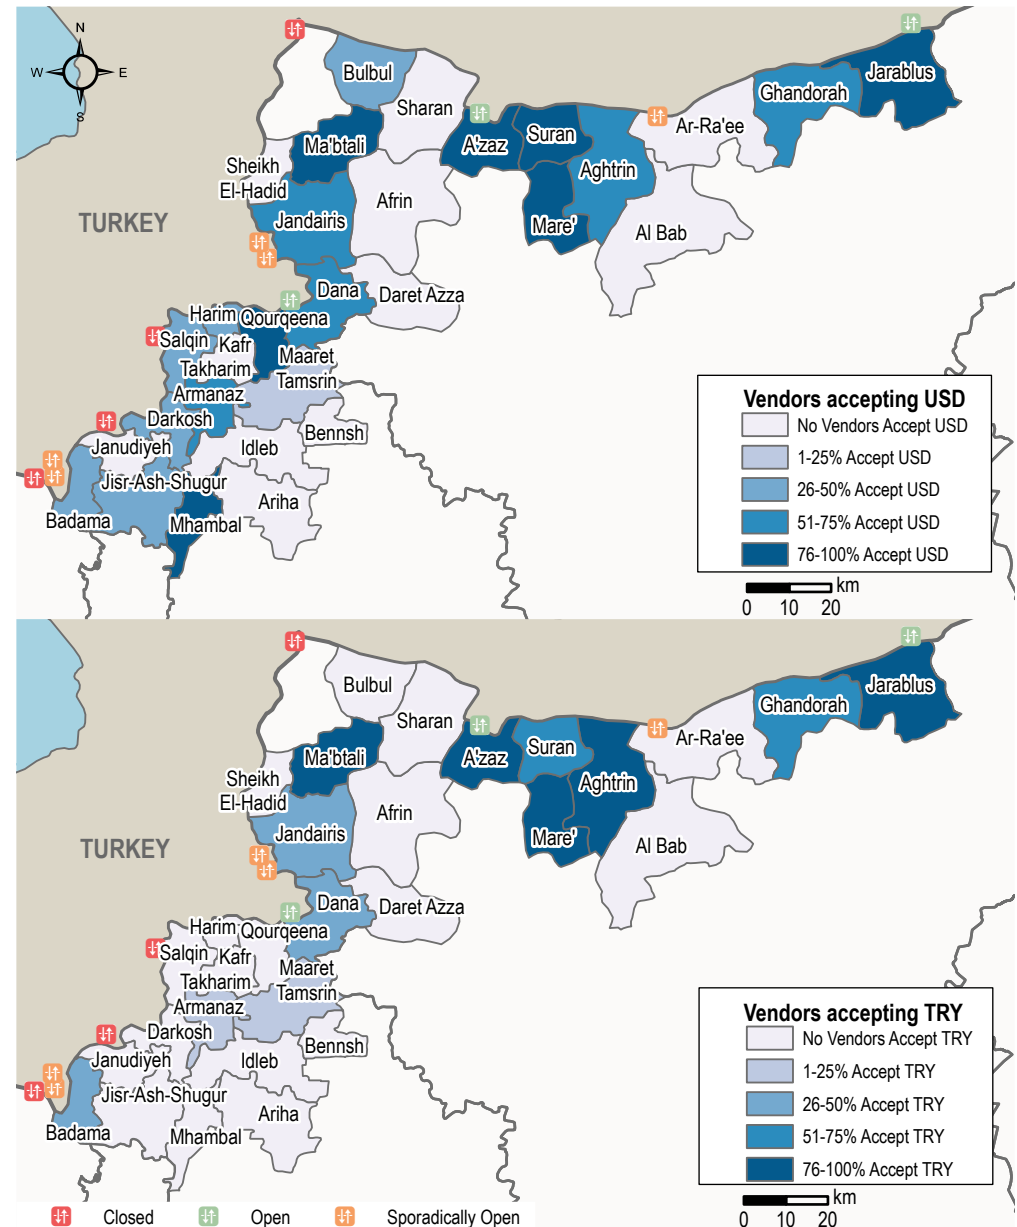 N
W E
S
TURKEY
Bulbul
Sharan
Ma'btali
Sheikh
El-Hadid
Afrin
Jandairis
A'zaz
Suran
Aghtrin
Mare'
Ar-Ra'ee
Al Bab
Ghandorah
Jarablus
Dana
Daret Azza
Harim
Qourqeena
Salqin
Kafr
Takharim
Maaret
Tamsrin
Armanaz
Darkosh
Bennsh
Janudiyeh
Idleb
Jisr-Ash-Shugur
Ariha
Badama
Mhambal
Vendors accepting USD
No Vendors Accept USD
1-25% Accept USD
26-50% Accept USD
51-75% Accept USD
76-100% Accept USD
km
0 10 20
TURKEY
Bulbul
Sharan
Ma'btali
Sheikh
El-Hadid
Afrin
Jandairis
A'zaz
Suran
Aghtrin
Mare'
Ar-Ra'ee
Al Bab
Ghandorah
Jarablus
Dana
Daret Azza
Harim
Qourqeena
Salqin
Kafr
Takharim
Maaret
Tamsrin
Armanaz
Darkosh
Bennsh
Janudiyeh
Idleb
Jisr-Ash-Shugur
Ariha
Badama
Mhambal
Vendors accepting TRY
No Vendors Accept TRY
1-25% Accept TRY
26-50% Accept TRY
51-75% Accept TRY
76-100% Accept TRY
km
0 10 20
Closed Open Sporadically Open